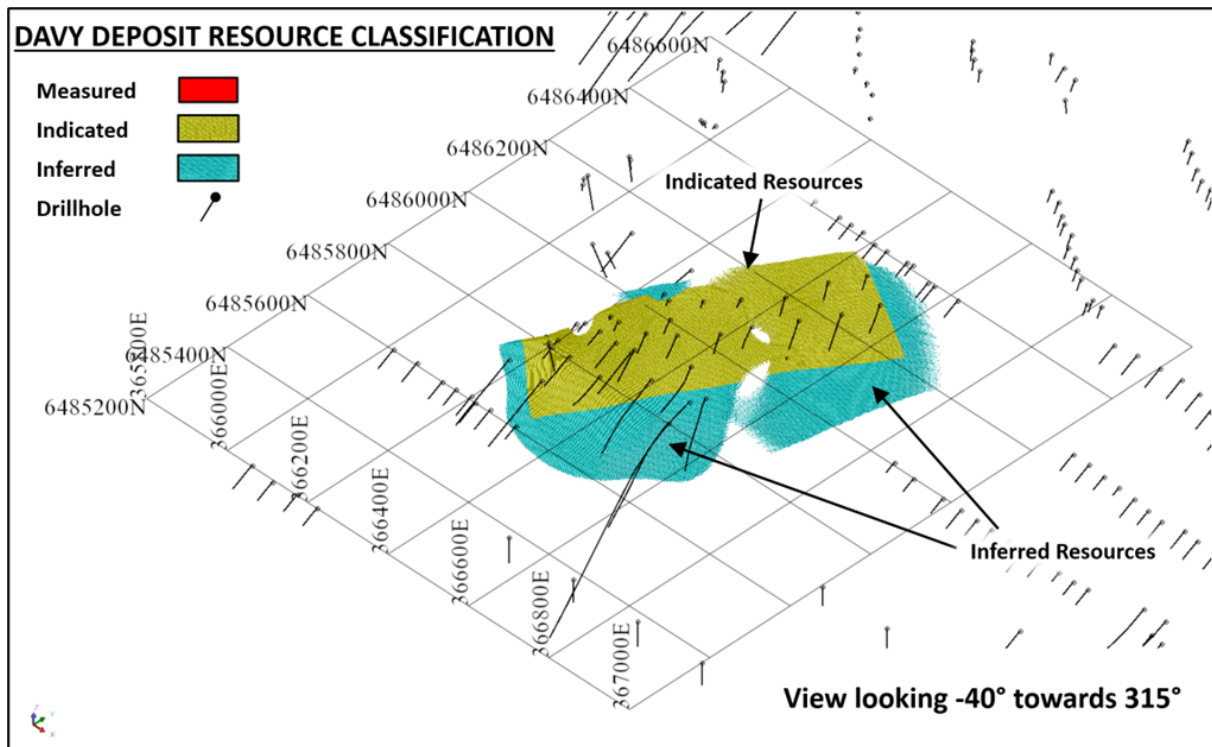 DAVY DEPOSIT RESOURCE CLASSIFICATION
Measured
Indicated
Inferred
Drillhole
6486600N
6486400N
6486200N
6486000N
6485800N
6485600N
6485400N
6485200N
366000E
366200E
366400E
366600E
366800E
367000E
Indicated Resources
Inferred Resources
View looking -40° towards 315°